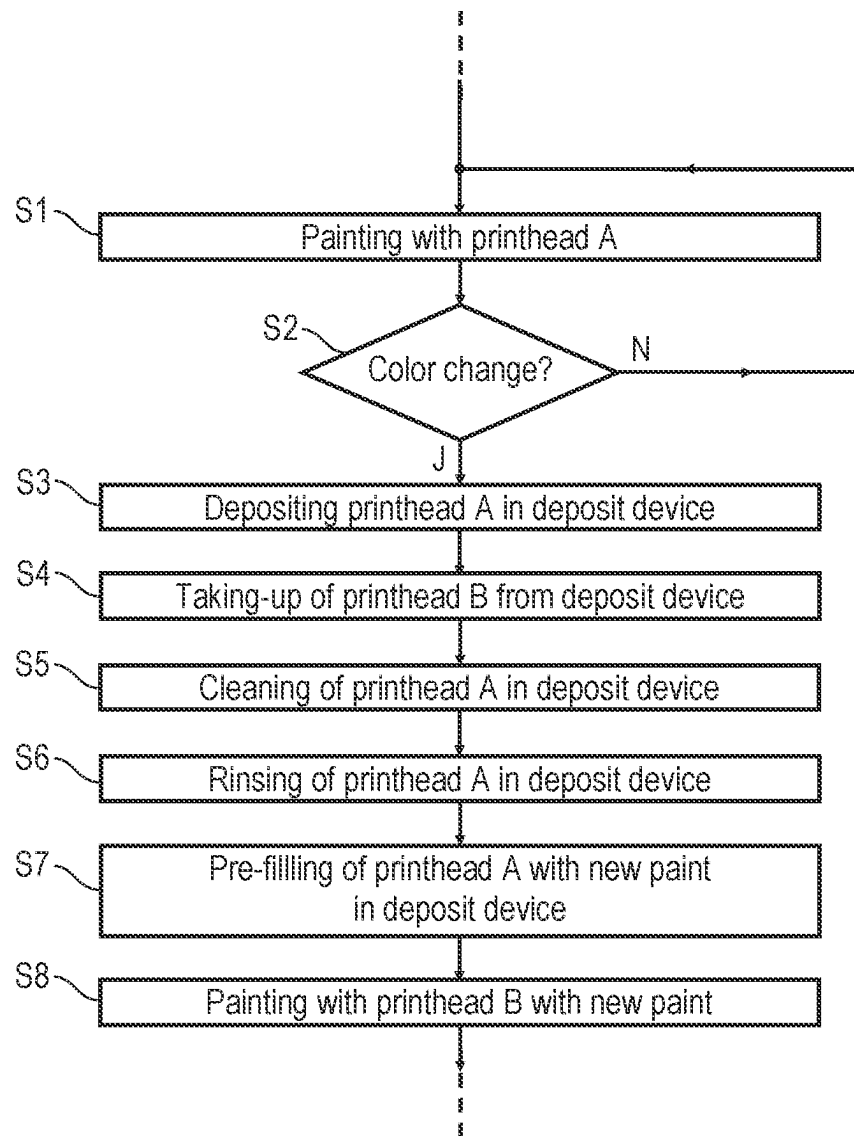 S1
Painting with printhead A
S2
Color change?
N
J
S3
Depositing printhead A in deposit device
S4
Taking-up of printhead B from deposit device
S5
Cleaning of printhead A in deposit device
S6
Rinsing of printhead A in deposit device
S7
Pre-fillling of printhead A with new paint
in deposit device
S8
Painting with printhead B with new paint